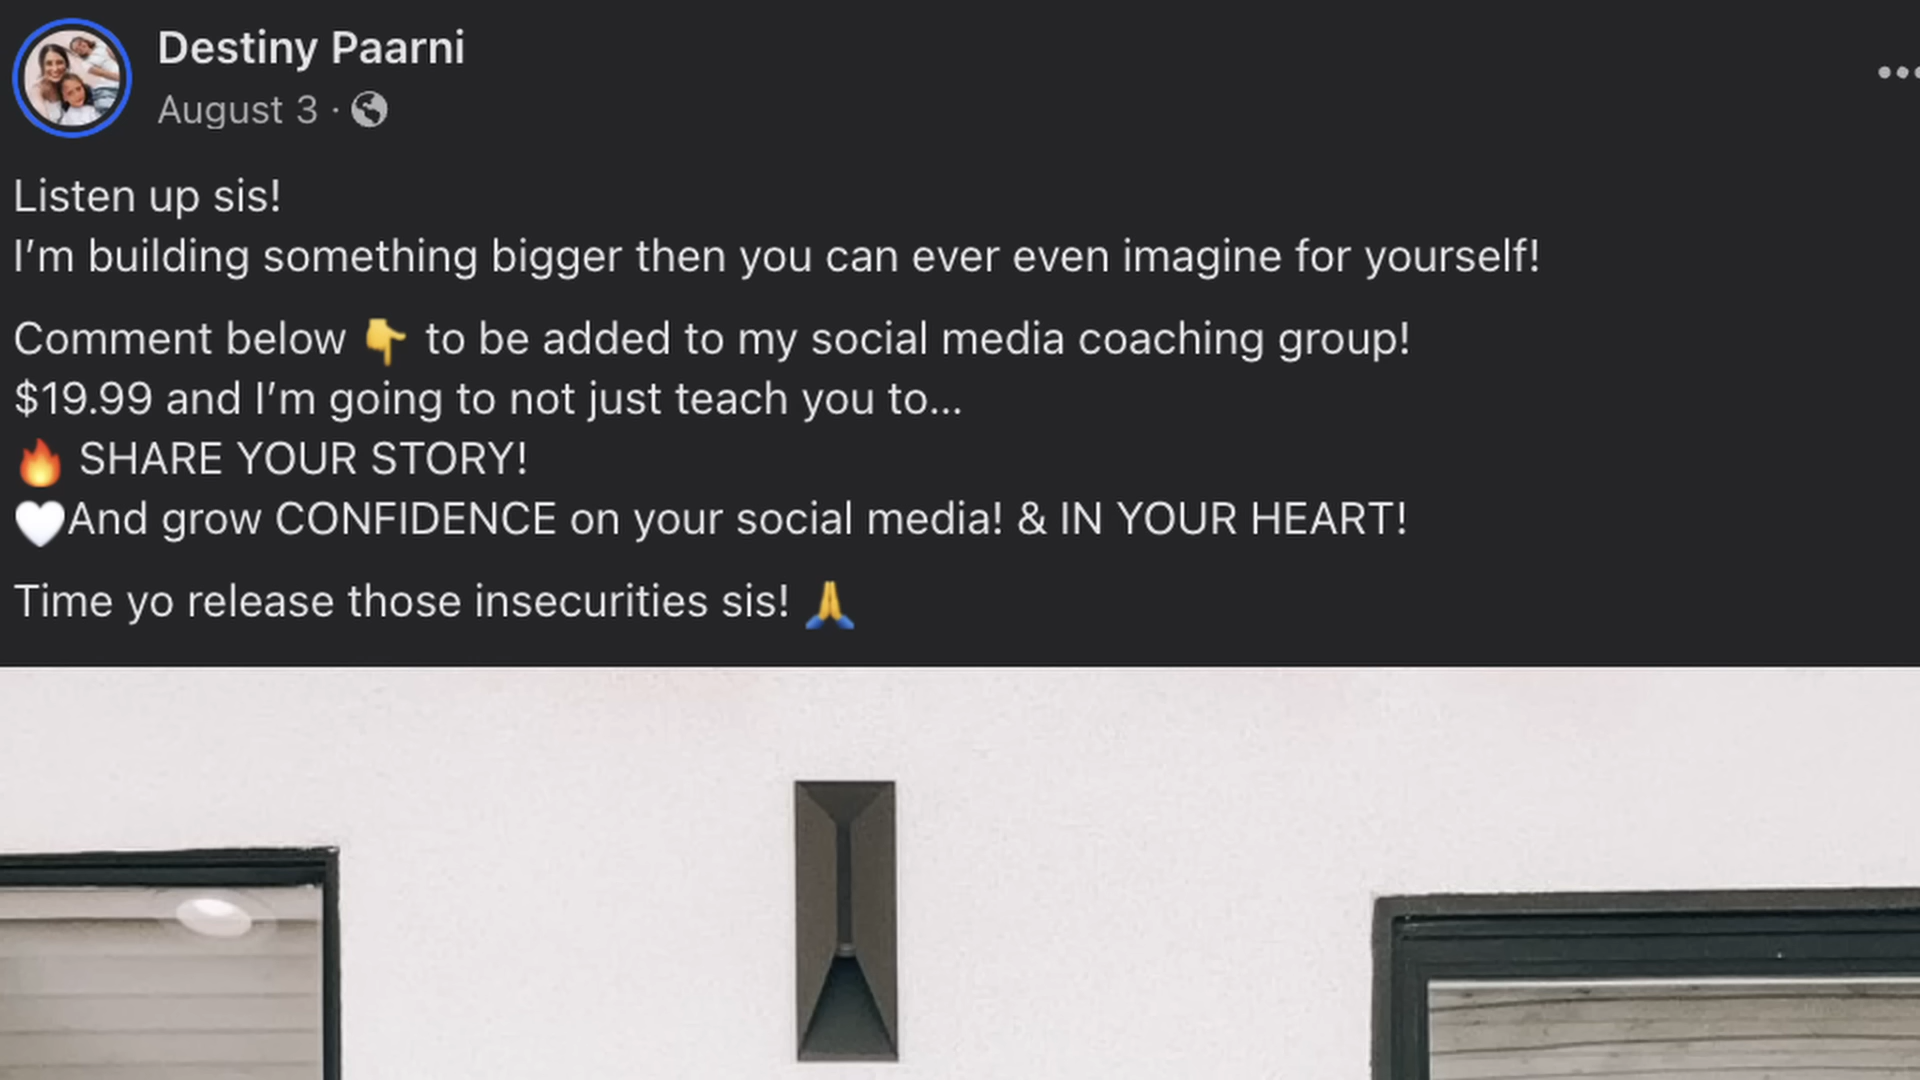 Destiny Paarni
August 3 ·
Listen up sis!
I’m building something bigger then you can ever even imagine for yourself!
Comment below 👇 to be added to my social media coaching group!
$19.99 and I’m going to not just teach you to...
🔥 SHARE YOUR STORY!
🤍And grow CONFIDENCE on your social media! & IN YOUR HEART!
Time yo release those insecurities sis! 🙏